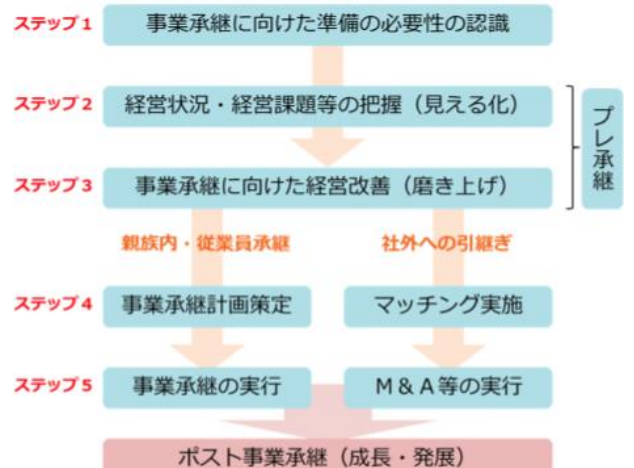 ステップ1
事業承継に向けた準備の必要性の認識
ステップ2
経営状況・経営課題等の把握（見える化）
プレ承継
ステップ3
事業承継に向けた経営改善（磨き上げ）
親族内・従業員承継
社外への引継ぎ
ステップ4
事業承継計画策定
マッチング実施
ステップ5
事業承継の実行
M&A等の実行
ポスト事業承継（成長・発展）